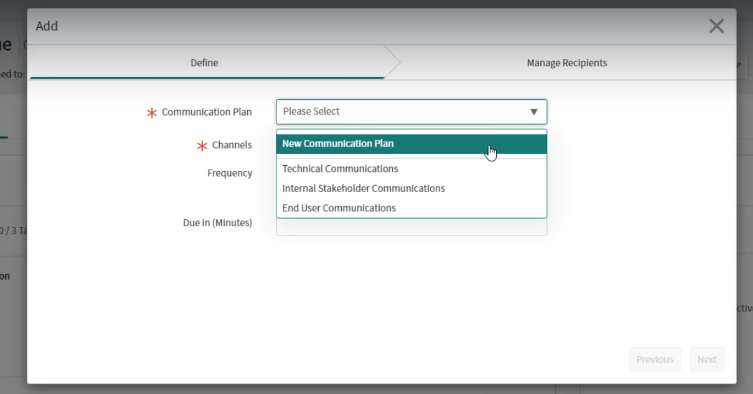 Add
ue
ed to:
Define
Manage Recipients
Communication Plan
Please Select
Channels
New Communication Plan
Frequency
Technical Communications
Internal Stakeholder Communications
End User Communications
Due in (Minutes)
0 / 3 Ta
on
ctiv
Previous
Next